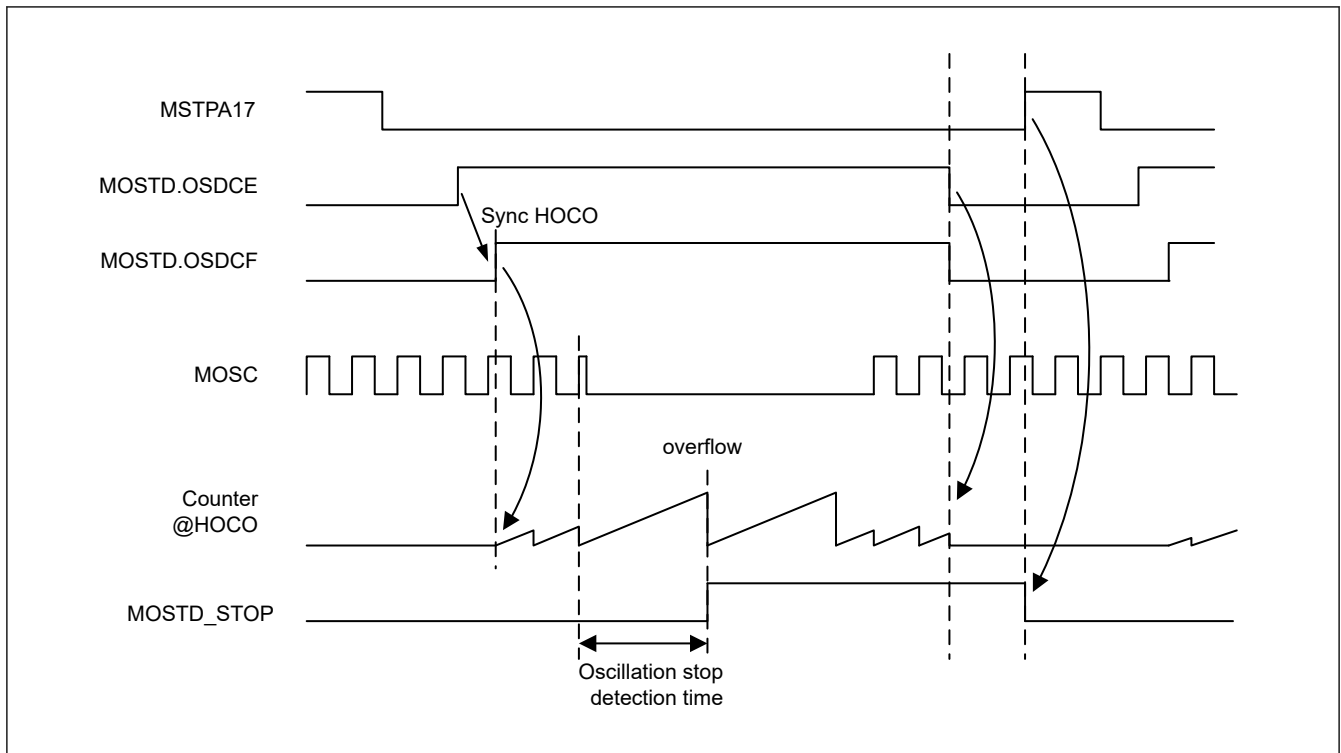 MSTPA17
MOSTD.OSDCE
Sync HOCO
MOSTD.OSDCF
MOSC
overflow
Counter
@HOCO
MOSTD_STOP
Oscillation stop
detection time